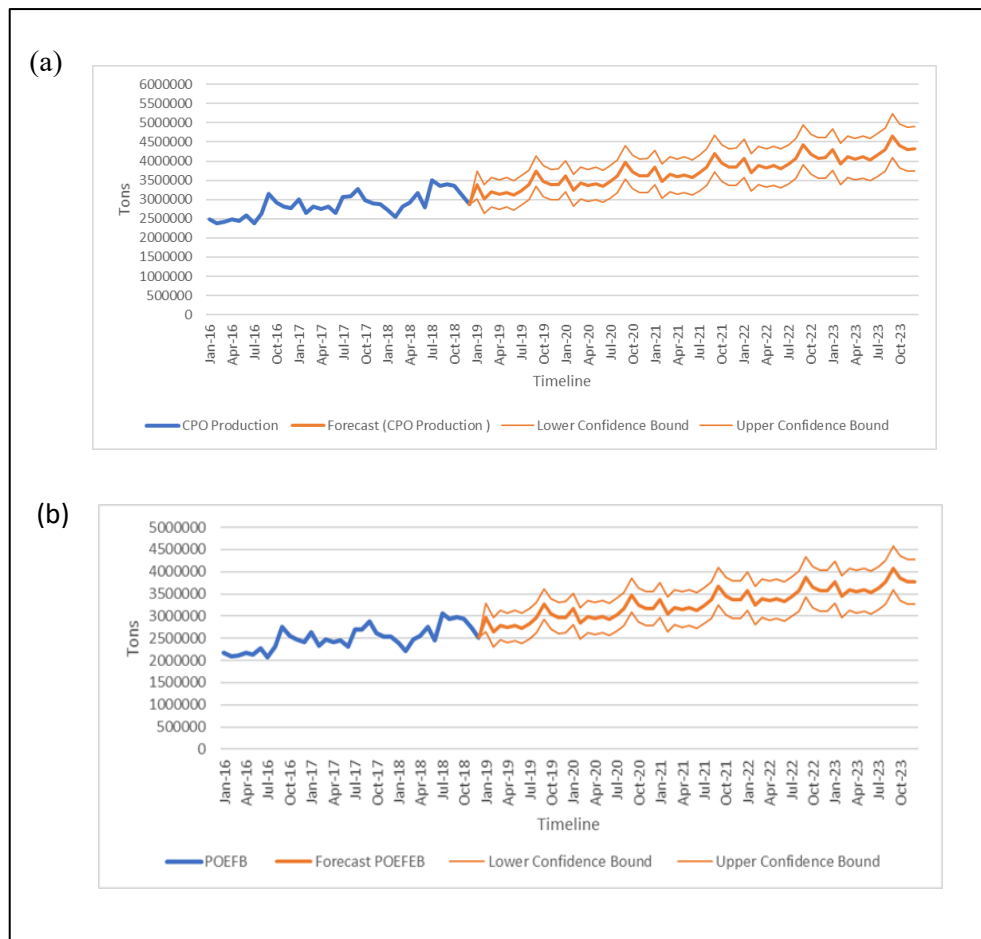 (a)
6000000
5500000
5000000
4500000
4000000
3500000
3000000
2500000
2000000
1500000
1000000
500000
0
Tons
Jan-16 Apr-16 Jul-16 Oct-16 Jan-17 Apr-17 Jul-17 Oct-17 Jan-18 Apr-18 Jul-18 Oct-18 Jan-19 Apr-19 Jul-19 Oct-19 Jan-20 Apr-20 Jul-20 Oct-20 Jan-21 Apr-21 Jul-21 Oct-21 Jan-22 Apr-22 Jul-22 Oct-22 Jan-23 Apr-23 Jul-23 Oct-23
Timeline
CPO Production Forecast (CPO Production ) Lower Confidence Bound Upper Confidence Bound
(b)
5000000
4500000
4000000
3500000
3000000
2500000
2000000
1500000
1000000
500000
0
Tons
Jan-16 Apr-16 Jul-16 Oct-16 Jan-17 Apr-17 Jul-17 Oct-17 Jan-18 Apr-18 Jul-18 Oct-18 Jan-19 Apr-19 Jul-19 Oct-19 Jan-20 Apr-20 Jul-20 Oct-20 Jan-21 Apr-21 Jul-21 Oct-21 Jan-22 Apr-22 Jul-22 Oct-22 Jan-23 Apr-23 Jul-23 Oct-23
Timeline
POEFB Forecast POEFEB Lower Confidence Bound Upper Confidence Bound